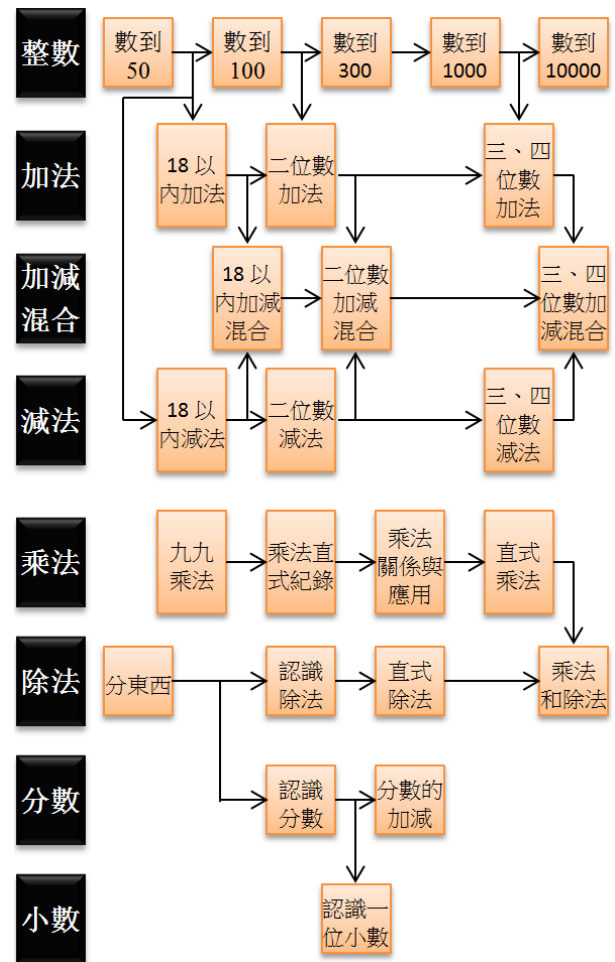 整數
數到
50
數到
100
數到
300
數到
1000
數到
10000
加法
18 以
內加法
二位數
加法
三、四
位數
加法
加減
混合
18 以
內加減
混合
二位數
加減
混合
三、四
位數加
減混合
減法
18 以
內減法
二位數
減法
三、四
位數
減法
乘法
九九
乘法
乘法直
式紀錄
乘法
關係與
應用
直式
乘法
除法
分東西
認識
除法
直式
除法
乘法
和除法
分數
認識
分數
分數的
加減
小數
認識一
位小數